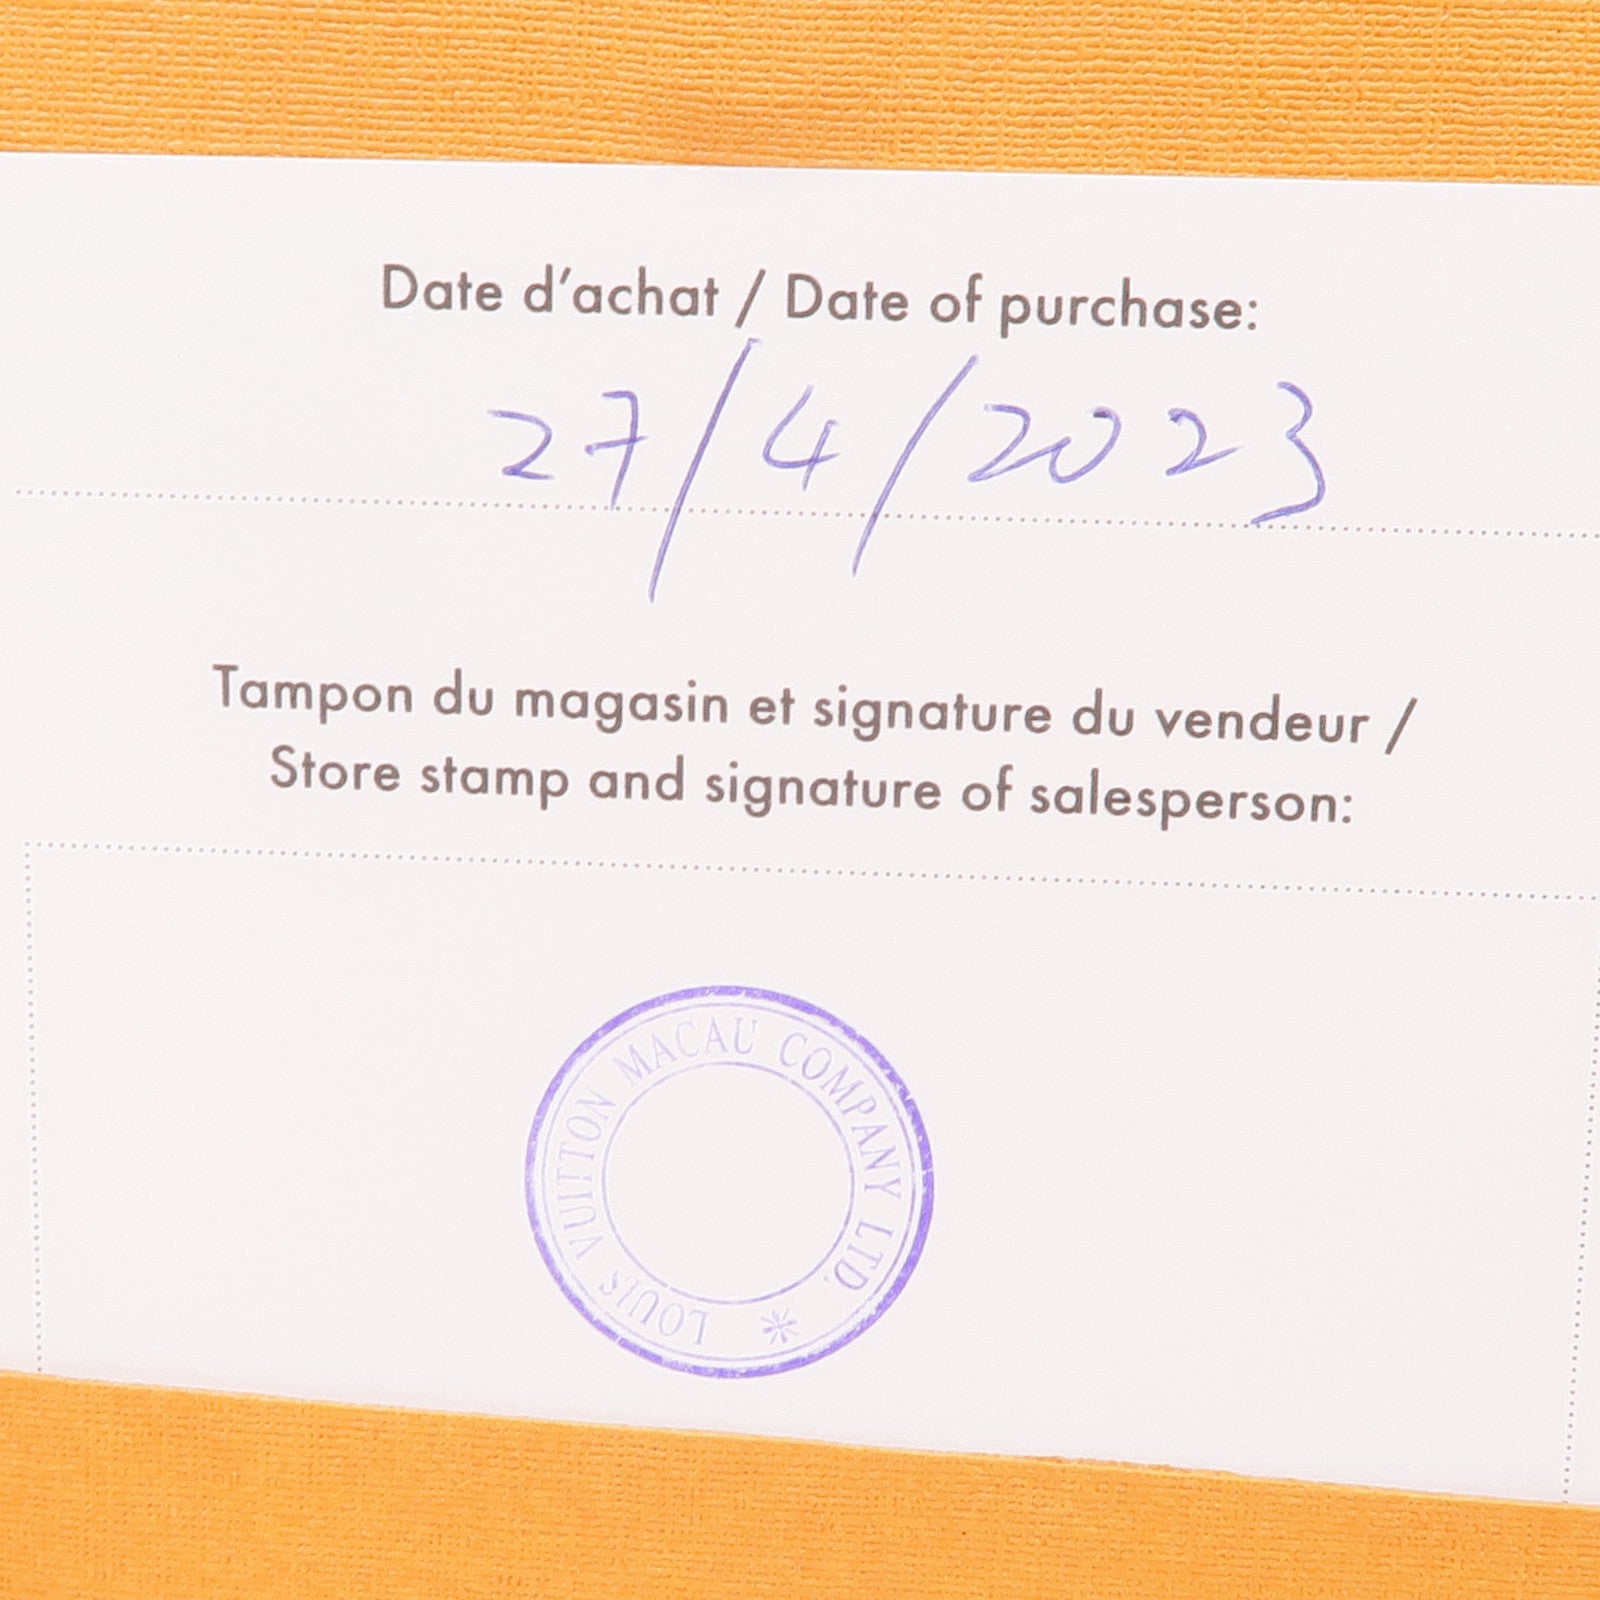 Date d'achat / Date of purchase:
27/4/2023
Tampon du magasin et signature du vendeur /
Store stamp and signature of salesperson:
LOUIS VUITTON MACAU COMPANY LTD. *